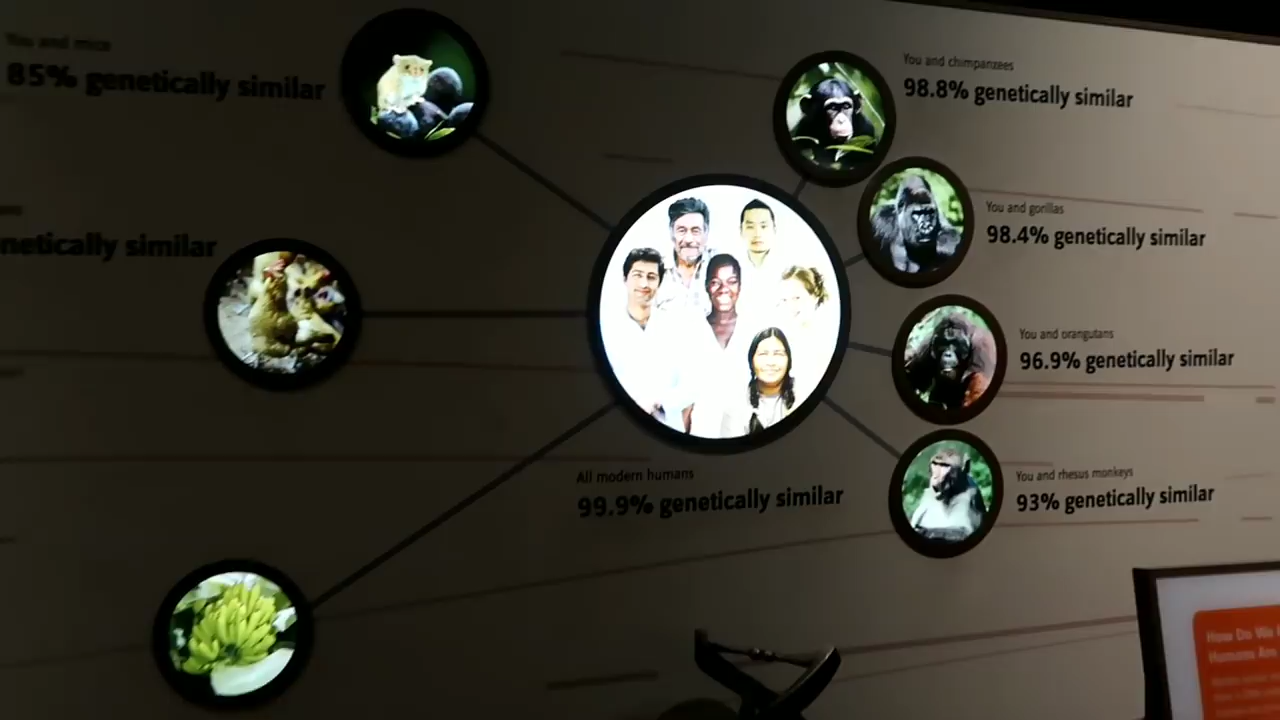 You and mice
85% genetically similar
netically similar
You and chimpanzees
98.8% genetically similar
You and gorillas
98.4% genetically similar
You and orangutans
96.9% genetically similar
You and rhesus monkeys
93% genetically similar
All modern humans
99.9% genetically similar
How Do We
Humans Are